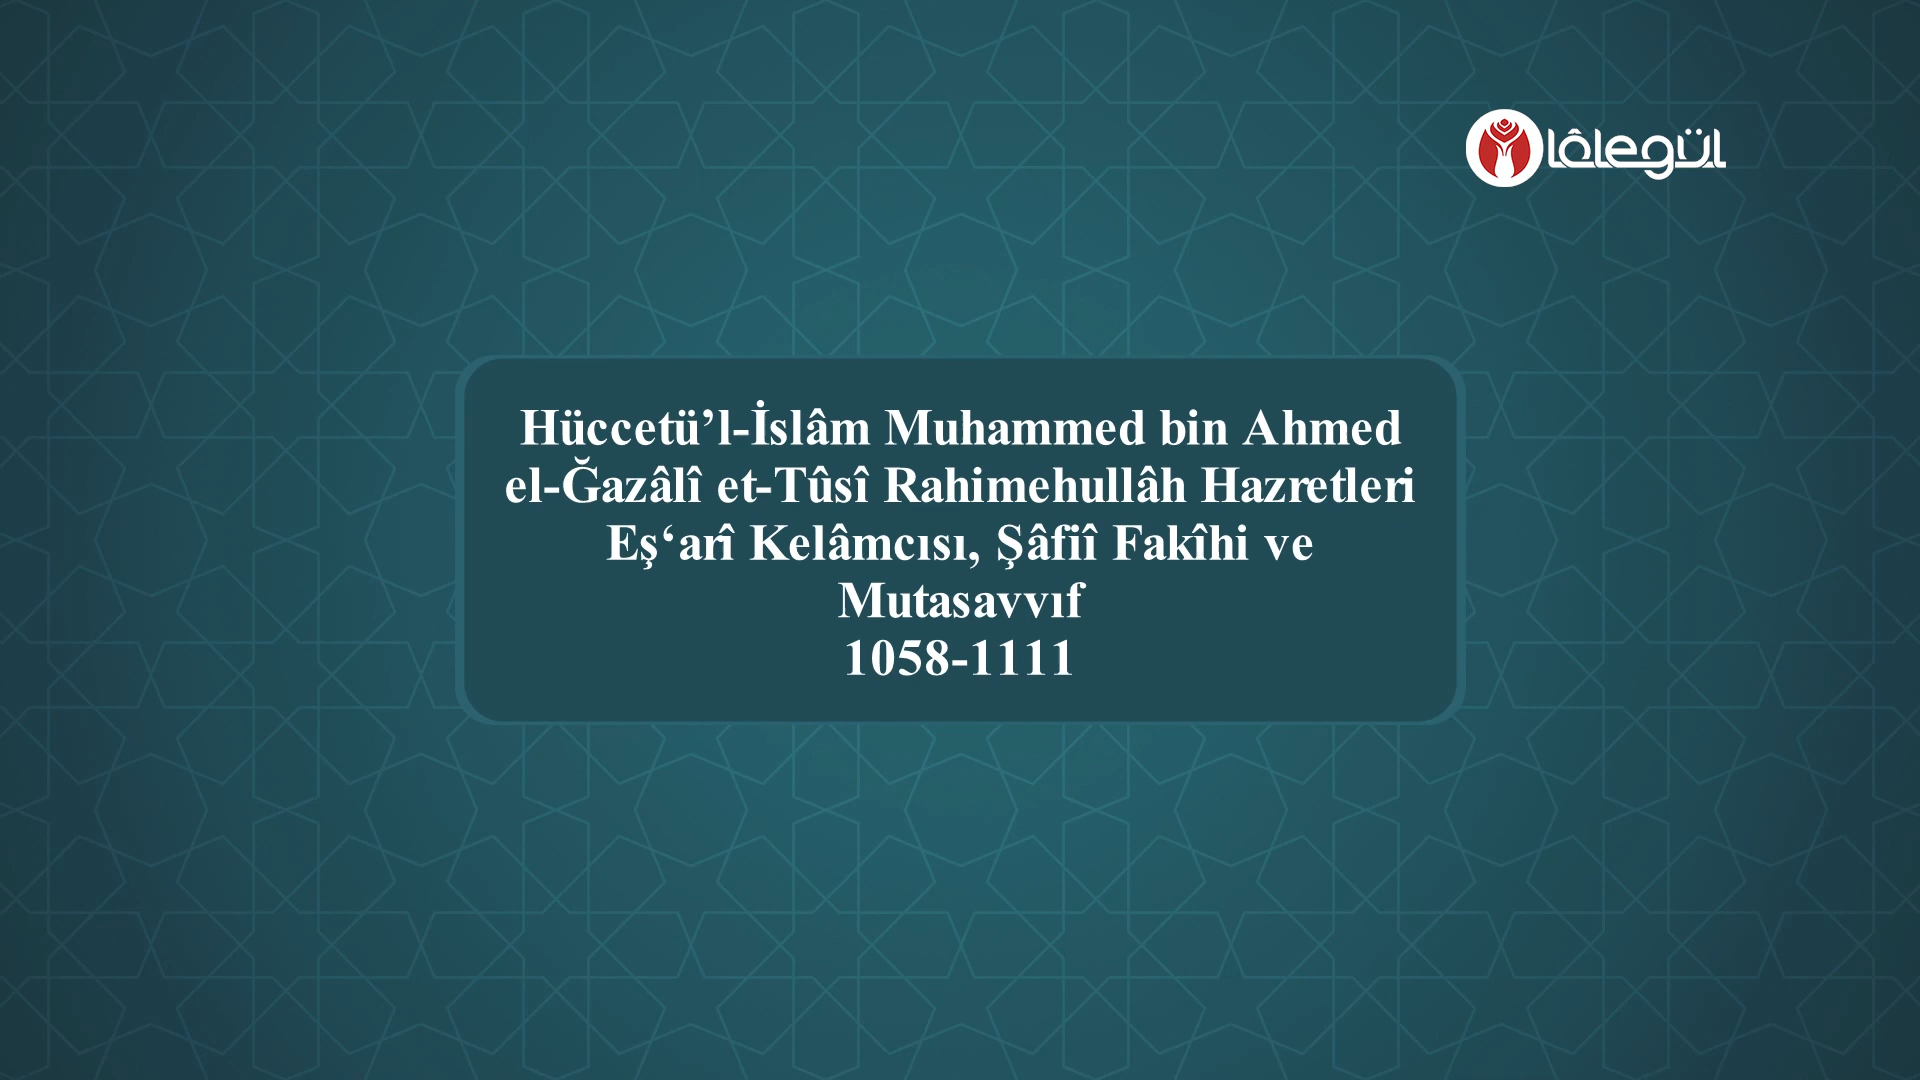 lâlegül
Hüccetü’l-İslâm Muhammed bin Ahmed
el-Ğazâlî et-Tûsî Rahimehullâh Hazretleri
Eş‘arî Kelâmcısı, Şâfiî Fakîhi ve
Mutasavvıf
1058-1111